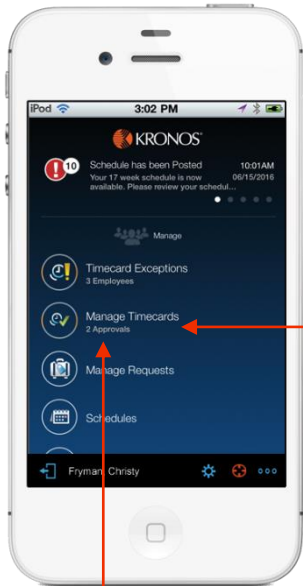 iPod 3:02 PM
KRONOS
! 10 Schedule has been Posted 10:01AM
Your 17 week schedule is now 06/15/2016
available. Please review your schedul...
Manage
Timecard Exceptions
3 Employees
Manage Timecards
2 Approvals
Manage Requests
Schedules
Fryman, Christy